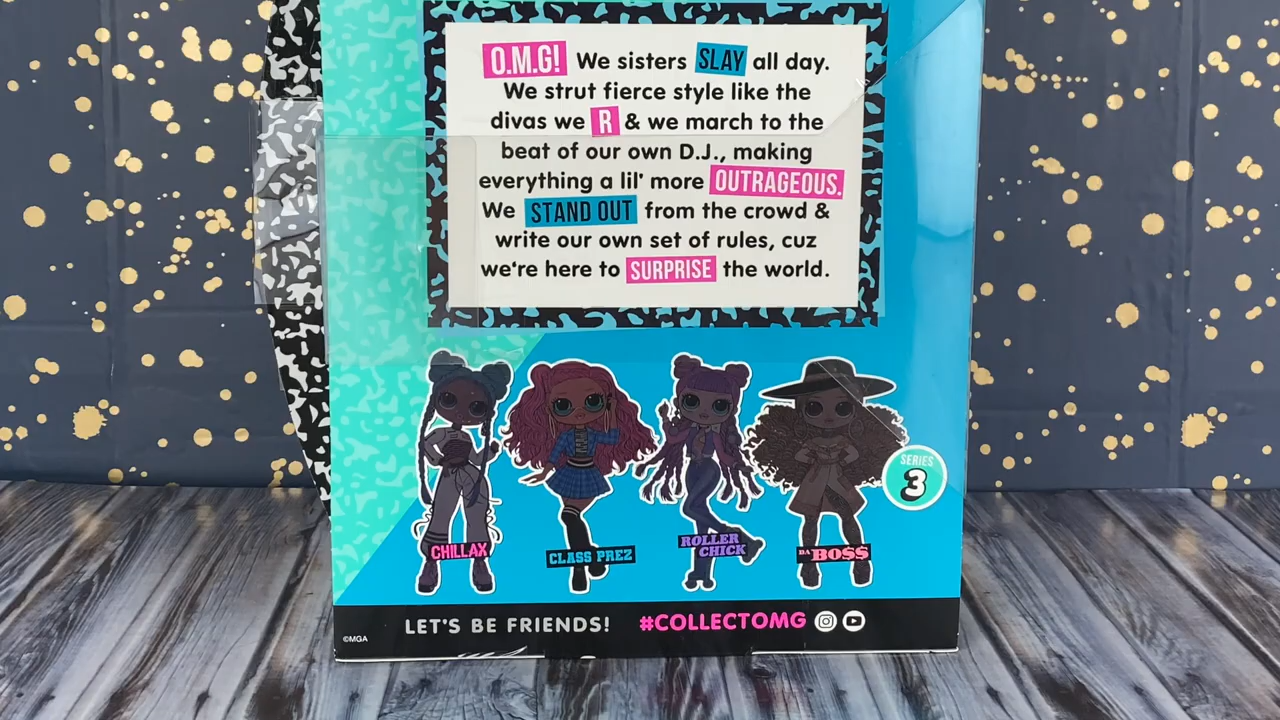 O.M.G! We sisters SLAY all day.
We strut fierce style like the
divas we R & we march to the
beat of our own D.J., making
everything a lil' more OUTRAGEOUS.
We STAND OUT from the crowd &
write our own set of rules, cuz
we're here to SURPRISE the world.
SERIES
3
CHILLAX
CLASS PREZ
ROLLER
CHICK
DA BOSS
©MGA
LET'S BE FRIENDS! #COLLECTOMG